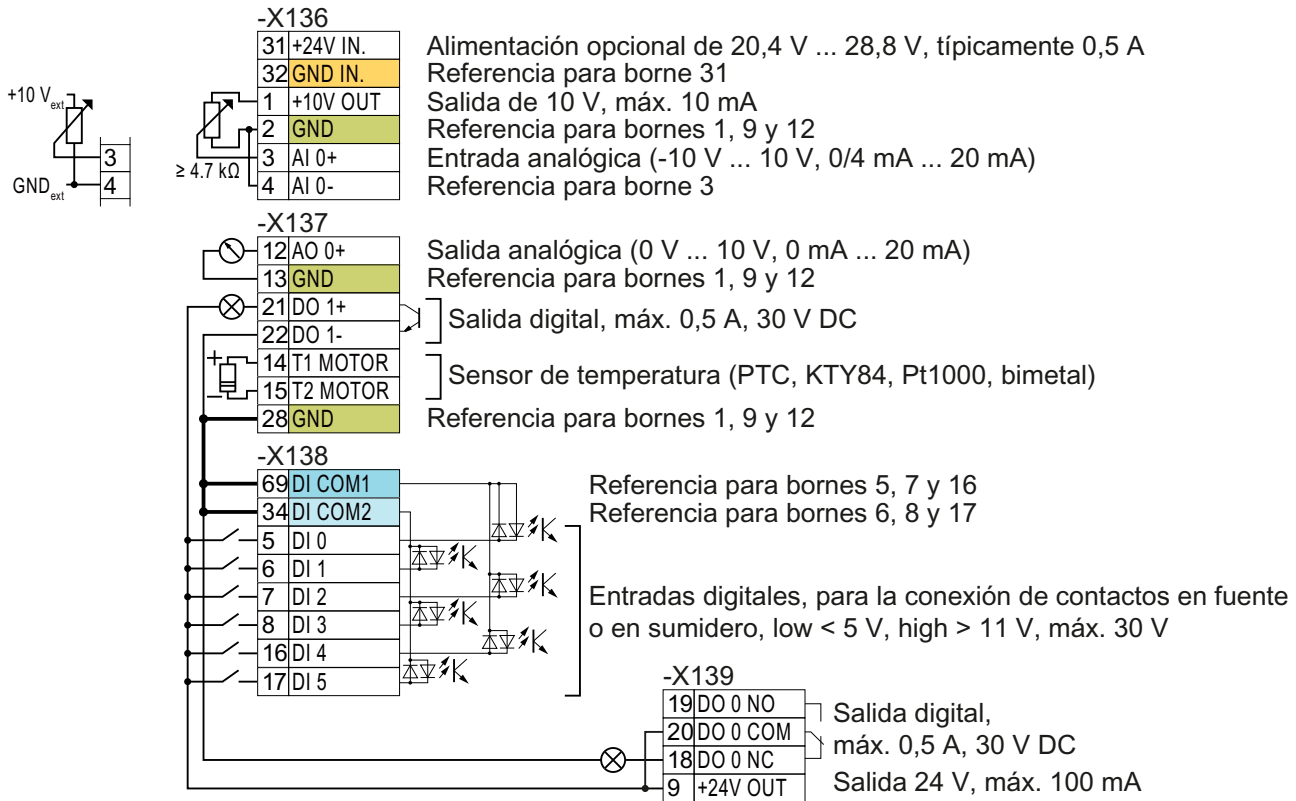 -X136
31 +24V IN. Alimentación opcional de 20,4 V ... 28,8 V, típicamente 0,5 A
32 GND IN. Referencia para borne 31
1 +10V OUT Salida de 10 V, máx. 10 mA
2 GND Referencia para bornes 1, 9 y 12
3 AI 0+ Entrada analógica (-10 V ... 10 V, 0/4 mA ... 20 mA)
4 AI 0- Referencia para borne 3
+10 Vext
3
GNDext 4
≥ 4.7 kΩ
-X137
12 AO 0+ Salida analógica (0 V ... 10 V, 0 mA ... 20 mA)
13 GND Referencia para bornes 1, 9 y 12
21 DO 1+
22 DO 1-
Salida digital, máx. 0,5 A, 30 V DC
+ 14 T1 MOTOR
− 15 T2 MOTOR
Sensor de temperatura (PTC, KTY84, Pt1000, bimetal)
28 GND Referencia para bornes 1, 9 y 12
-X138
69 DI COM1 Referencia para bornes 5, 7 y 16
34 DI COM2 Referencia para bornes 6, 8 y 17
5 DI 0
6 DI 1
7 DI 2
8 DI 3
16 DI 4
17 DI 5
Entradas digitales, para la conexión de contactos en fuente
o en sumidero, low < 5 V, high > 11 V, máx. 30 V
-X139
19 DO 0 NO
20 DO 0 COM
18 DO 0 NC
Salida digital,
máx. 0,5 A, 30 V DC
9 +24V OUT Salida 24 V, máx. 100 mA